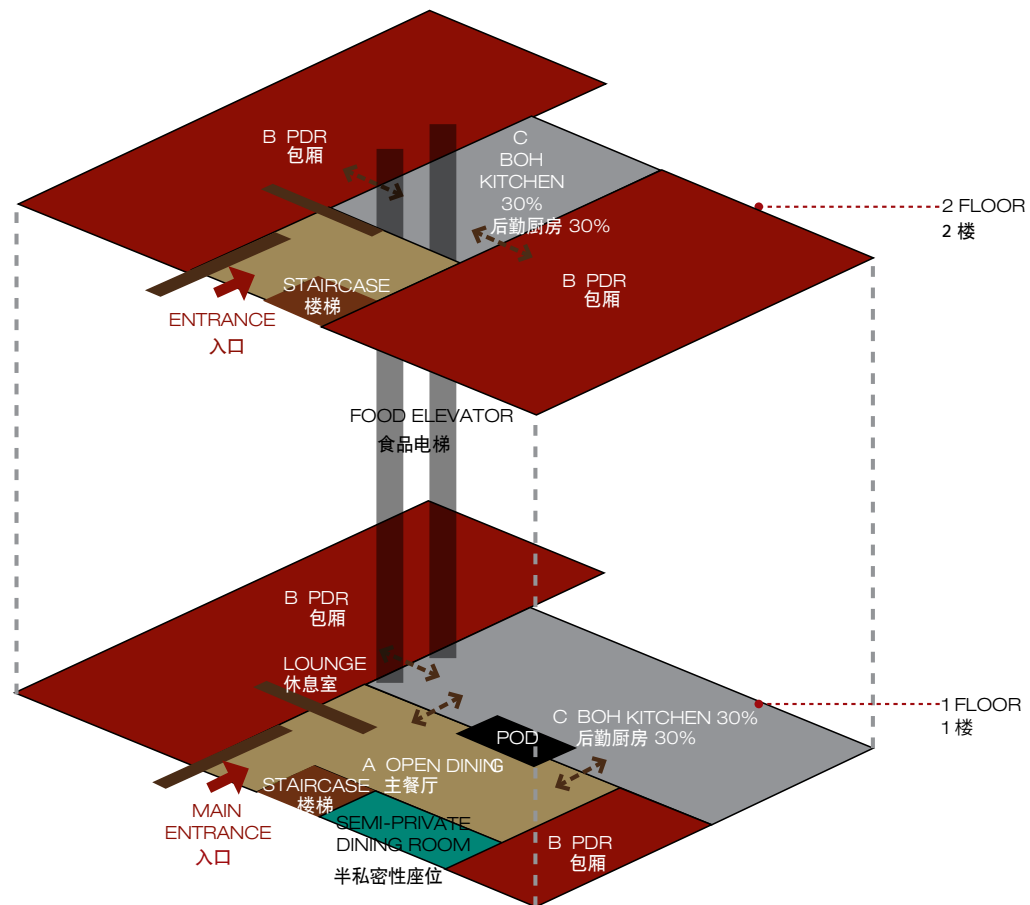 B PDR
包厢
C
BOH
KITCHEN
30%
后勤厨房 30%
2 FLOOR
2 楼
B PDR
包厢
STAIRCASE
楼梯
ENTRANCE
入口
FOOD ELEVATOR
食品电梯
B PDR
包厢
LOUNGE
休息室
1 FLOOR
1 楼
C BOH KITCHEN 30%
后勤厨房 30%
POD
A OPEN DINING
主餐厅
STAIRCASE
楼梯
MAIN
ENTRANCE
入口
SEMI-PRIVATE
DINING ROOM
半私密性座位
B PDR
包厢